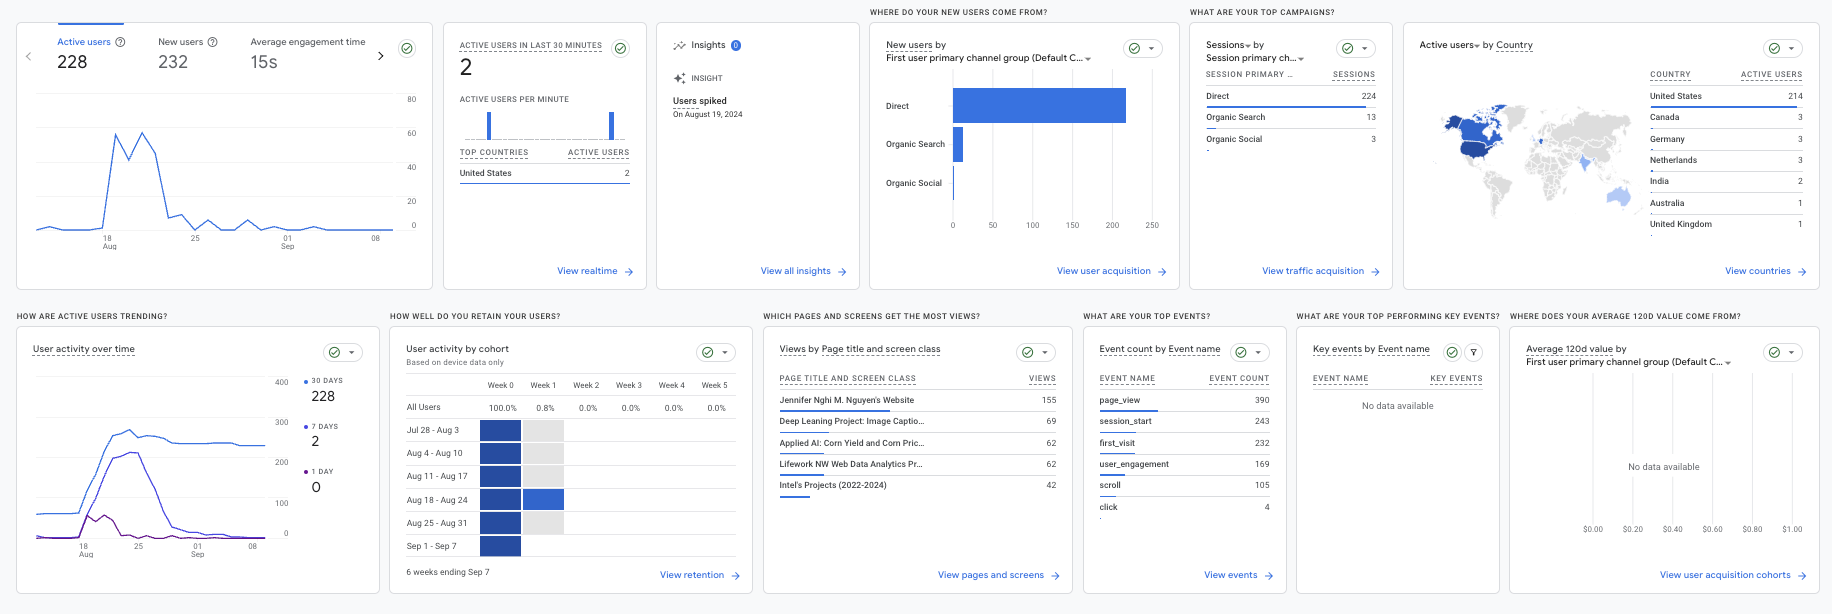 WHERE DO YOUR NEW USERS COME FROM?
WHAT ARE YOUR TOP CAMPAIGNS?
Active users
228
New users
232
Average engagement time
15s
80
60
40
20
0
18
Aug
25
01
Sep
08
ACTIVE USERS IN LAST 30 MINUTES
2
ACTIVE USERS PER MINUTE
TOP COUNTRIES ACTIVE USERS
United States 2
View realtime
Insights 0
INSIGHT
Users spiked
On August 19, 2024
View all insights
New users by
First user primary channel group (Default C...
Direct
Organic Search
Organic Social
0 50 100 150 200 250
View user acquisition
Sessions by
Session primary ch...
SESSION PRIMARY ... SESSIONS
Direct 224
Organic Search 13
Organic Social 3
View traffic acquisition
Active users by Country
COUNTRY ACTIVE USERS
United States 214
Canada 3
Germany 3
Netherlands 3
India 2
Australia 1
United Kingdom 1
View countries
HOW ARE ACTIVE USERS TRENDING?
User activity over time
400
300
200
100
0
18
Aug
25
01
Sep
08
30 DAYS
228
7 DAYS
2
1 DAY
0
HOW WELL DO YOU RETAIN YOUR USERS?
User activity by cohort
Based on device data only
Week 0 Week 1 Week 2 Week 3 Week 4 Week 5
All Users 100.0% 0.8% 0.0% 0.0% 0.0% 0.0%
Jul 28 - Aug 3
Aug 4 - Aug 10
Aug 11 - Aug 17
Aug 18 - Aug 24
Aug 25 - Aug 31
Sep 1 - Sep 7
6 weeks ending Sep 7
View retention
WHICH PAGES AND SCREENS GET THE MOST VIEWS?
Views by Page title and screen class
PAGE TITLE AND SCREEN CLASS VIEWS
Jennifer Nghi M. Nguyen's Website 155
Deep Leaning Project: Image Captio... 69
Applied AI: Corn Yield and Corn Pric... 62
Lifework NW Web Data Analytics Pr... 62
Intel's Projects (2022-2024) 42
View pages and screens
WHAT ARE YOUR TOP EVENTS?
Event count by Event name
EVENT NAME EVENT COUNT
page_view 390
session_start 243
first_visit 232
user_engagement 169
scroll 105
click 4
View events
WHAT ARE YOUR TOP PERFORMING KEY EVENTS?
Key events by Event name
EVENT NAME KEY EVENTS
No data available
WHERE DOES YOUR AVERAGE 120D VALUE COME FROM?
Average 120d value by
First user primary channel group (Default C...
No data available
$0.00 $0.20 $0.40 $0.60 $0.80 $1.00
View user acquisition cohorts